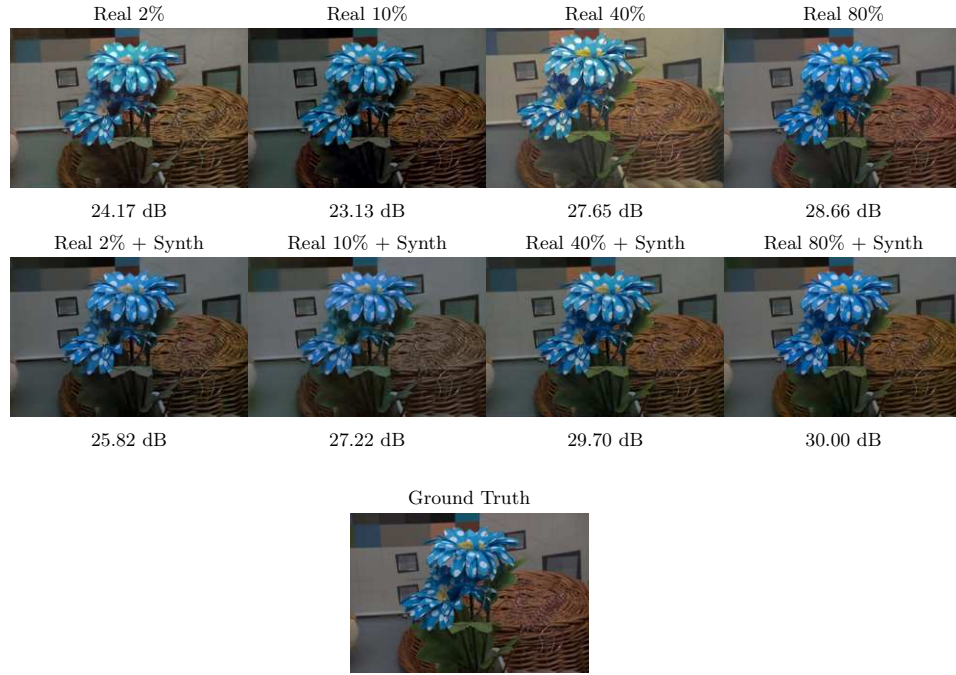 Real 2% Real 10% Real 40% Real 80%
24.17 dB 23.13 dB 27.65 dB 28.66 dB
Real 2% + Synth Real 10% + Synth Real 40% + Synth Real 80% + Synth
25.82 dB 27.22 dB 29.70 dB 30.00 dB
Ground Truth